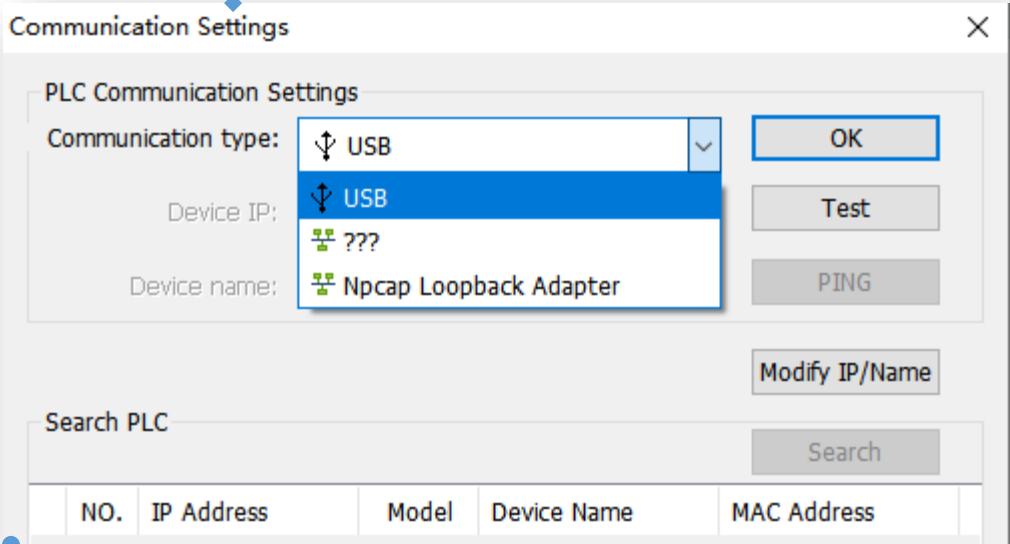 Communication Settings
PLC Communication Settings
Communication type: USB OK
USB
Device IP: Test
???
Device name: Npcap Loopback Adapter PING
Modify IP/Name
Search PLC
Search
NO. IP Address Model Device Name MAC Address